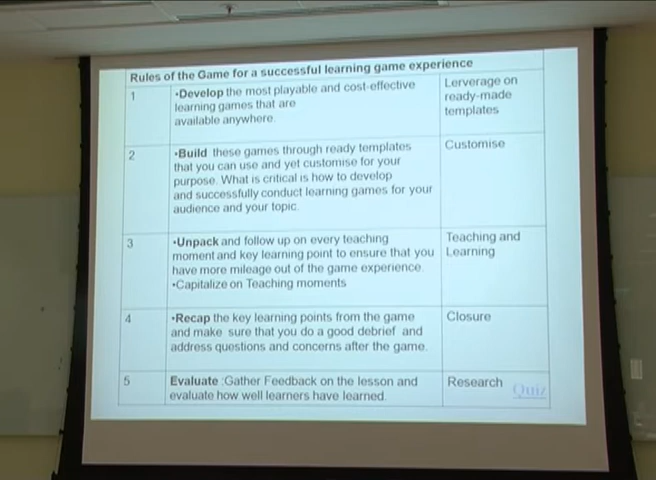 Rules of the Game for a successful learning game experience
1
•Develop the most playable and cost-effective
learning games that are
available anywhere.
Lerverage on
ready-made
templates
2
•Build these games through ready templates
that you can use and yet customise for your
purpose. What is critical is how to develop
and successfully conduct learning games for your
audience and your topic.
Customise
3
•Unpack and follow up on every teaching
moment and key learning point to ensure that you
have more mileage out of the game experience.
•Capitalize on Teaching moments
Teaching and
Learning
4
•Recap the key learning points from the game
and make sure that you do a good debrief and
address questions and concerns after the game.
Closure
5
Evaluate :Gather Feedback on the lesson and
evaluate how well learners have learned.
Research
Quiz